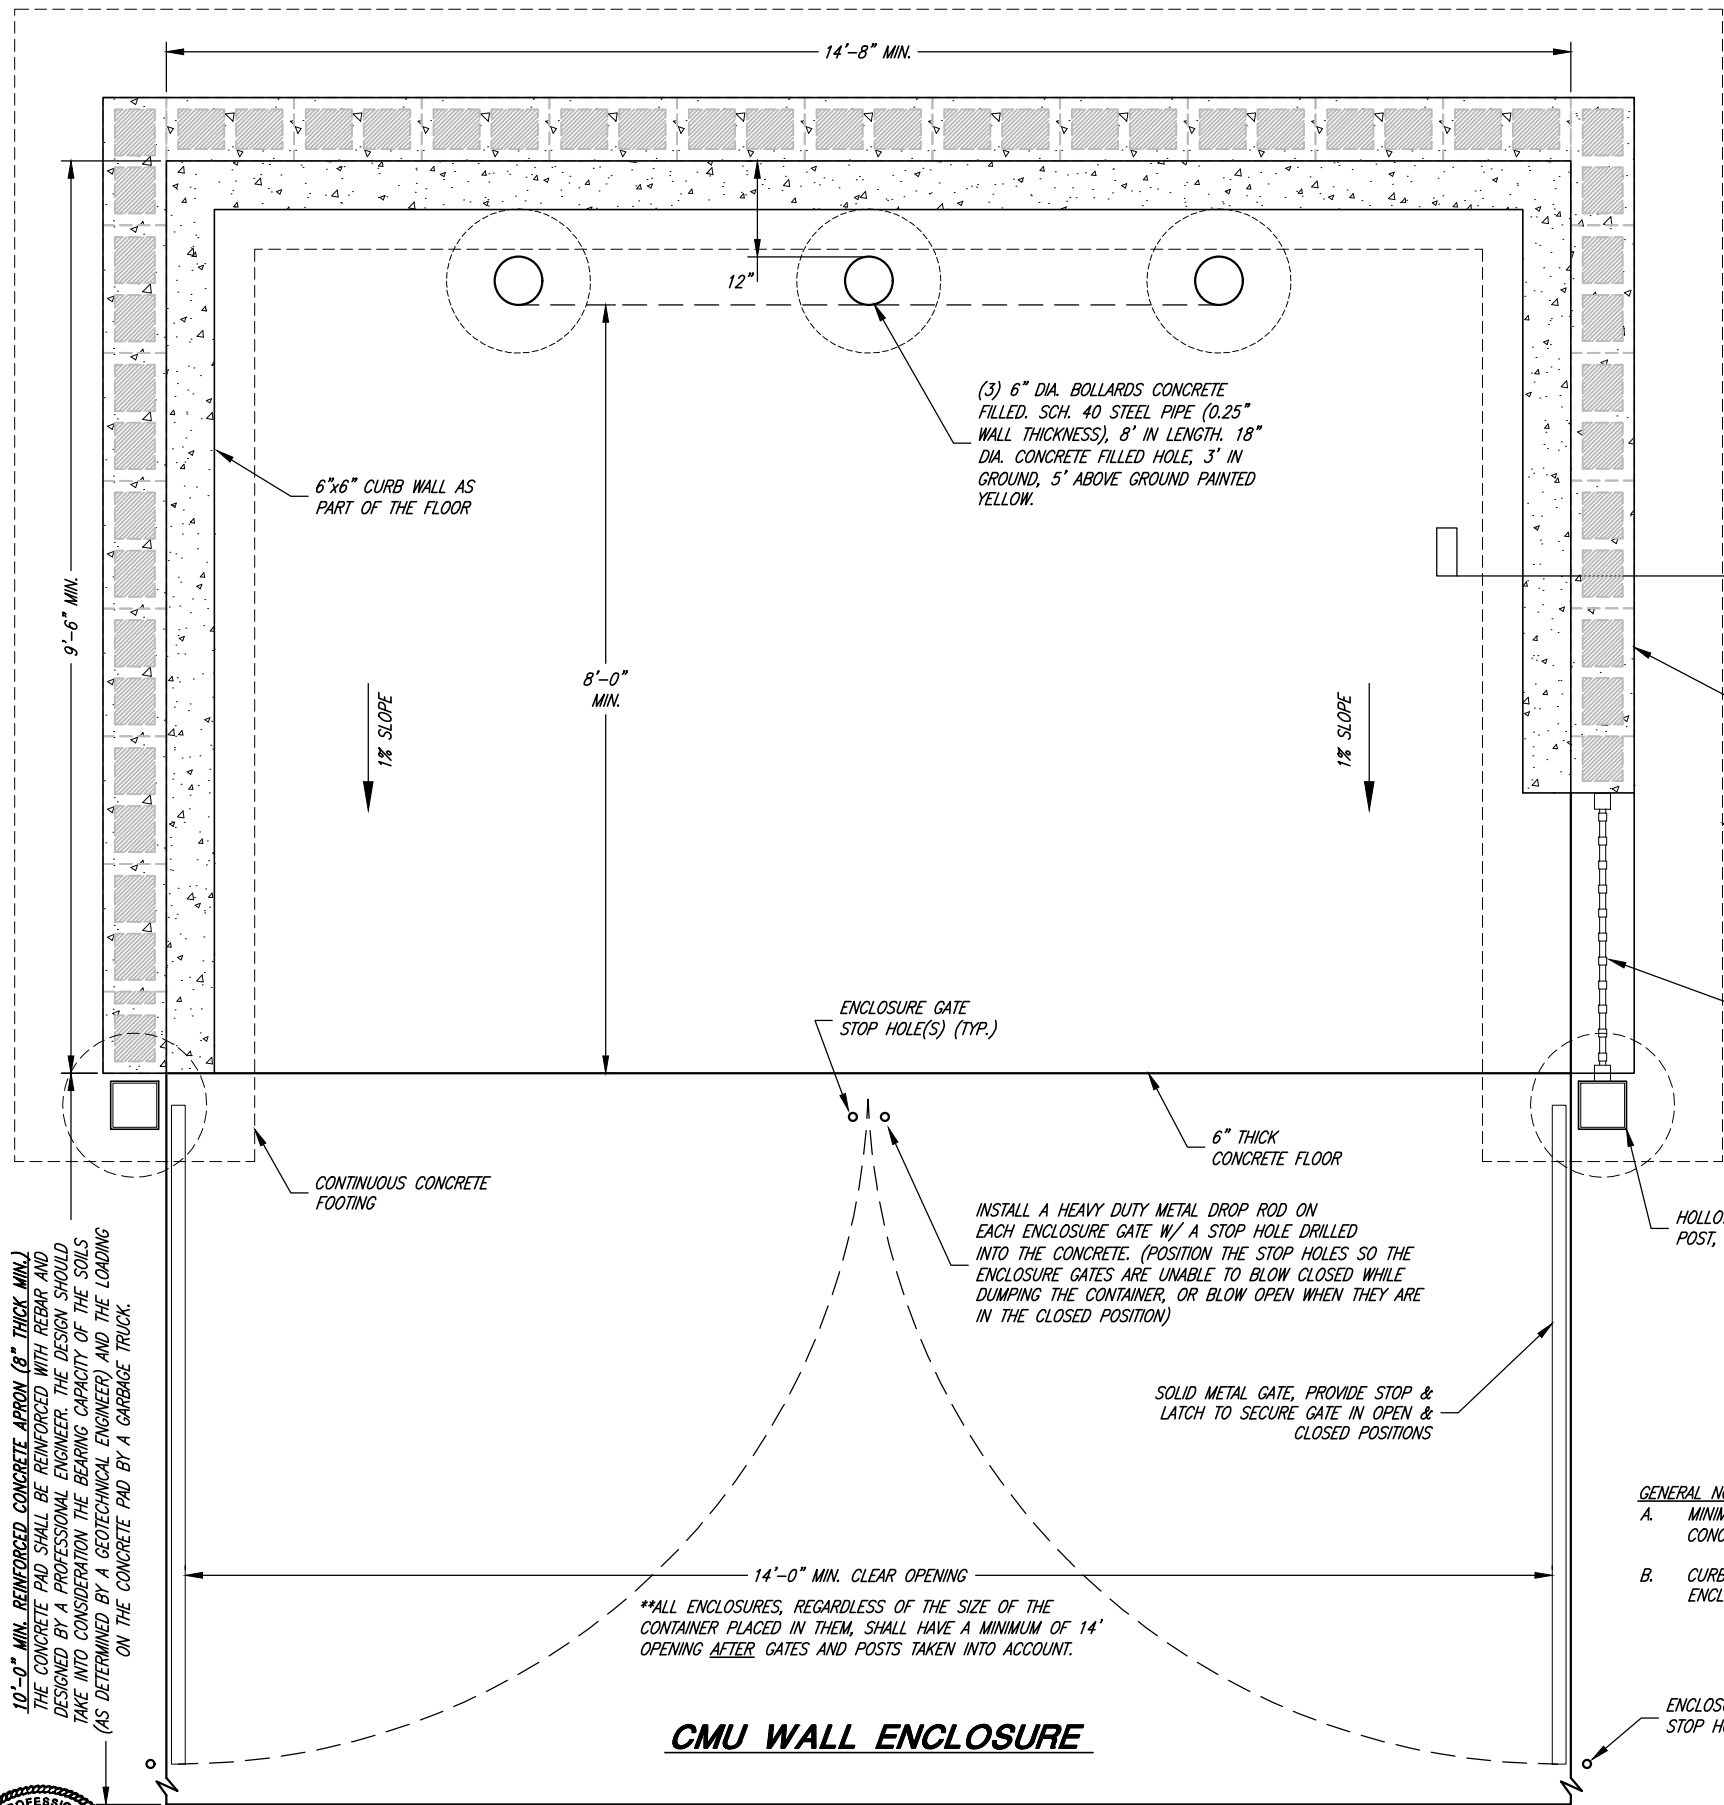 14'-8" MIN.
12"
(3) 6" DIA. BOLLARDS CONCRETE
FILLED. SCH. 40 STEEL PIPE (0.25"
WALL THICKNESS), 8' IN LENGTH. 18"
DIA. CONCRETE FILLED HOLE, 3' IN
GROUND, 5' ABOVE GROUND PAINTED
YELLOW.
6"x6" CURB WALL AS
PART OF THE FLOOR
9'-6" MIN.
8'-0"
MIN.
1% SLOPE
1% SLOPE
ENCLOSURE GATE
STOP HOLE(S) (TYP.)
6" THICK
CONCRETE FLOOR
CONTINUOUS CONCRETE
FOOTING
INSTALL A HEAVY DUTY METAL DROP ROD ON
EACH ENCLOSURE GATE W/ A STOP HOLE DRILLED
INTO THE CONCRETE. (POSITION THE STOP HOLES SO THE
ENCLOSURE GATES ARE UNABLE TO BLOW CLOSED WHILE
DUMPING THE CONTAINER, OR BLOW OPEN WHEN THEY ARE
IN THE CLOSED POSITION)
POST,
10'-0" MIN. REINFORCED CONCRETE APRON (8" THICK MIN.)
THE CONCRETE PAD SHALL BE REINFORCED WITH REBAR AND
DESIGNED BY A PROFESSIONAL ENGINEER. THE DESIGN SHOULD
TAKE INTO CONSIDERATION THE BEARING CAPACITY OF THE SOILS
(AS DETERMINED BY A GEOTECHNICAL ENGINEER) AND THE LOADING
ON THE CONCRETE PAD BY A GARBAGE TRUCK.
SOLID METAL GATE, PROVIDE STOP &
LATCH TO SECURE GATE IN OPEN &
CLOSED POSITIONS
GENERAL
A.
B.
14'-0" MIN. CLEAR OPENING
**ALL ENCLOSURES, REGARDLESS OF THE SIZE OF THE
CONTAINER PLACED IN THEM, SHALL HAVE A MINIMUM OF 14'
OPENING AFTER GATES AND POSTS TAKEN INTO ACCOUNT.
STOP
CMU WALL ENCLOSURE